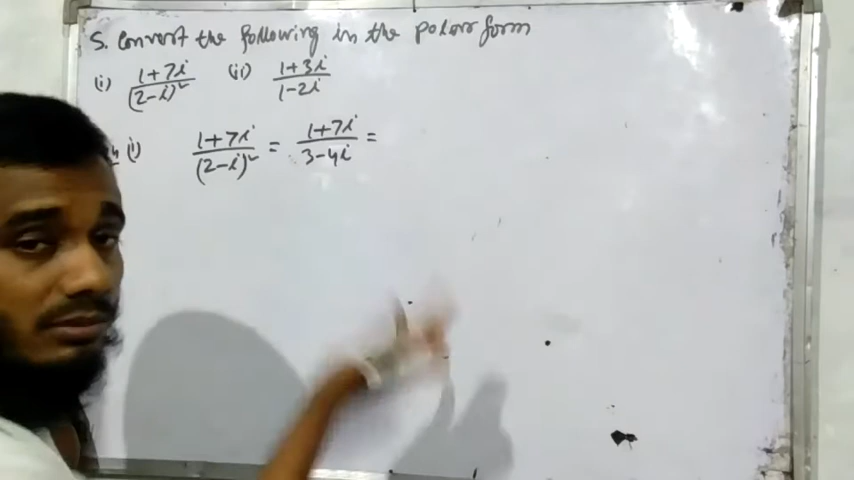 5. Convert the following in the polar form
(i) 1+7i/(2-i)² (ii) 1+3i/1-2i
(i) 1+7i/(2-i)² = 1+7i/3-4i =